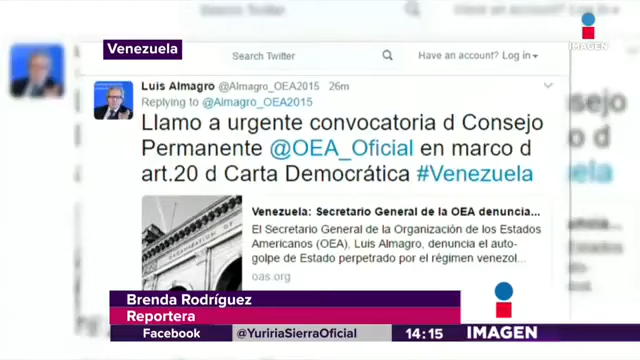 Venezuela
Search Twitter
Have an account? Log in
IMAGEN
Luis Almagro @Almagro_OEA2015 26m
Replying to @Almagro_OEA2015
Llamo a urgente convocatoria d Consejo
Permanente @OEA_Oficial en marco d
art.20 d Carta Democrática #Venezuela
Venezuela: Secretario General de la OEA denuncia...
El Secretario General de la Organización de los Estados
Americanos (OEA), Luis Almagro, denuncia el auto-
golpe de Estado perpetrado por el régimen venezol...
oas.org
Brenda Rodríguez
Reportera
Facebook @YuririaSierraOficial 14:15 IMAGEN